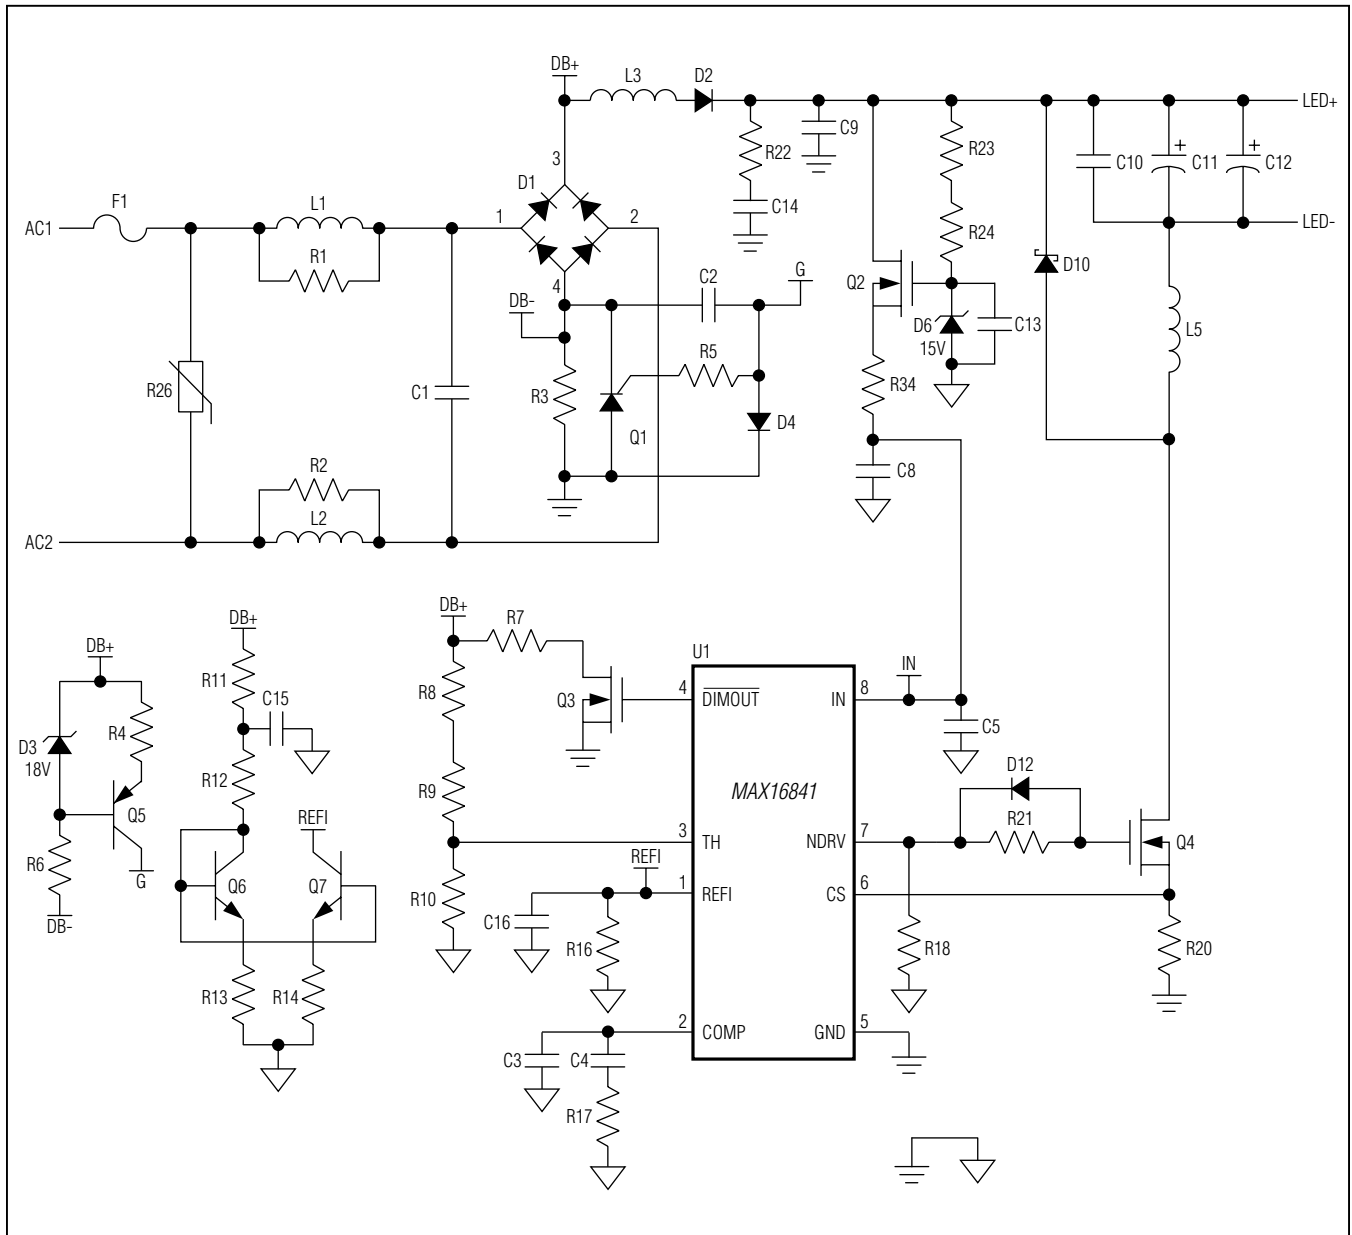 DB+
L3
D2
LED+
C9
R22
R23
C10
C11
+
C12
+
3
D1
F1
L1
AC1
1
2
C14
R24
LED-
R1
4
C2
G
Q2
D10
DB-
D6
15V
C13
L5
R26
C1
R3
R5
R34
Q1
D4
R2
C8
L2
AC2
DB+
DB+
R7
DB+
U1
IN
R11
R8
Q3
4
DIMOUT
IN
8
C15
R4
C5
D3
18V
R12
D12
R9
MAX16841
Q5
REFI
R21
3
TH
NDRV
7
Q4
R6
G
Q6
Q7
REFI
1
REFI
CS
6
R10
DB-
C16
R16
R18
R20
R13
R14
2
COMP
GND
5
C3
C4
R17